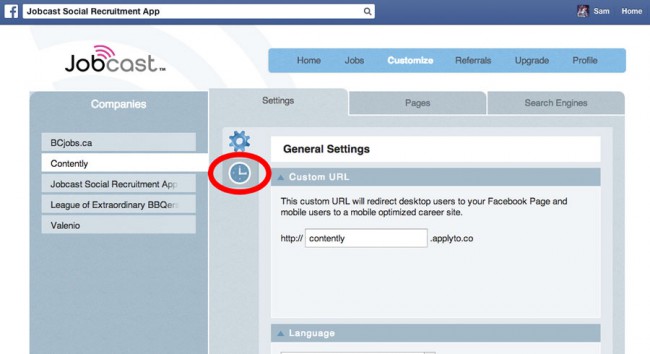 Jobcast Social Recruitment App
Sam Home
Jobcast™
Home Jobs Customize Referrals Upgrade Profile
Companies
Settings
Pages
Search Engines
BCjobs.ca
Contently
Jobcast Social Recruitment App
League of Extraordinary BBQers
Valenio
General Settings
Custom URL
This custom URL will redirect desktop users to your Facebook Page and
mobile users to a mobile optimized career site.
http:// contently .applyto.co
Language